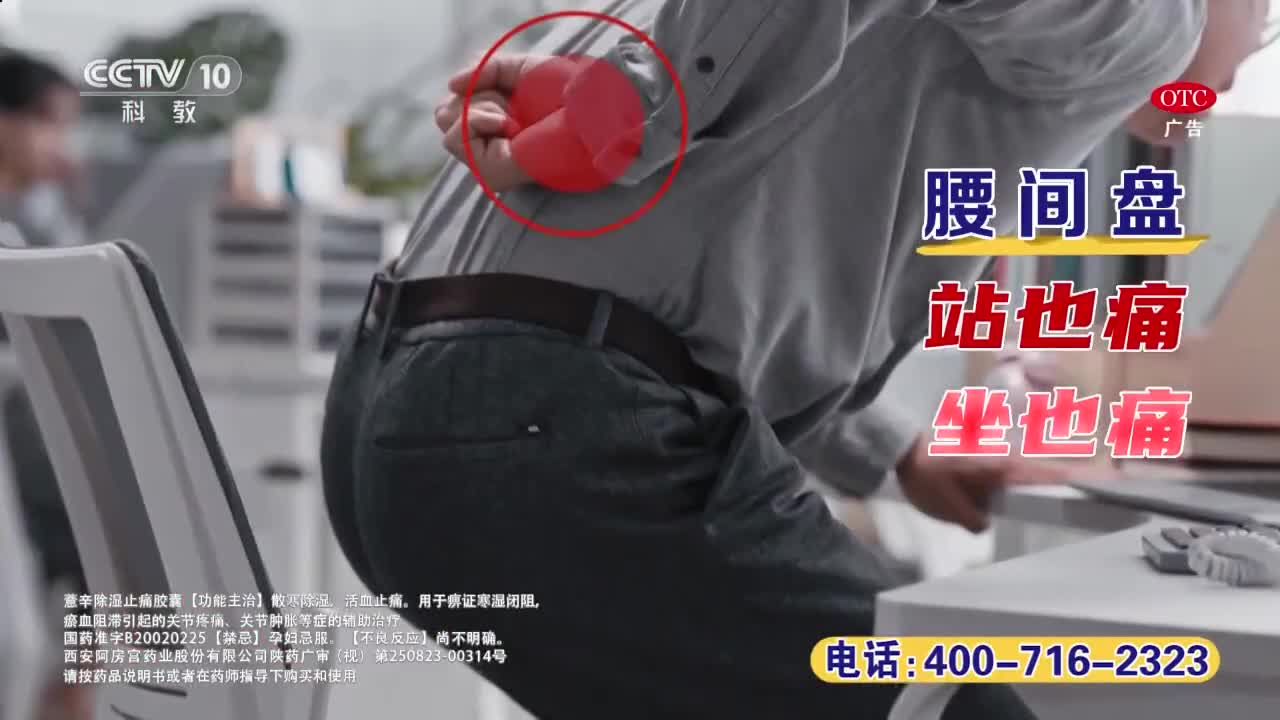 CCTV 10
科教
OTC
广告
腰间盘
站也痛
坐也痛
薏辛除湿止痛胶囊【功能主治】散寒除湿，活血止痛。用于痹证寒湿闭阻,
瘀血阻滞引起的关节疼痛、关节肿胀等症的辅助治疗
国药准字B20020225【禁忌】孕妇忌服。【不良反应】尚不明确。
西安阿房宫药业股份有限公司陕药广审（视）第250823-00314号
请按药品说明书或者在药师指导下购买和使用
电话:400-716-2323